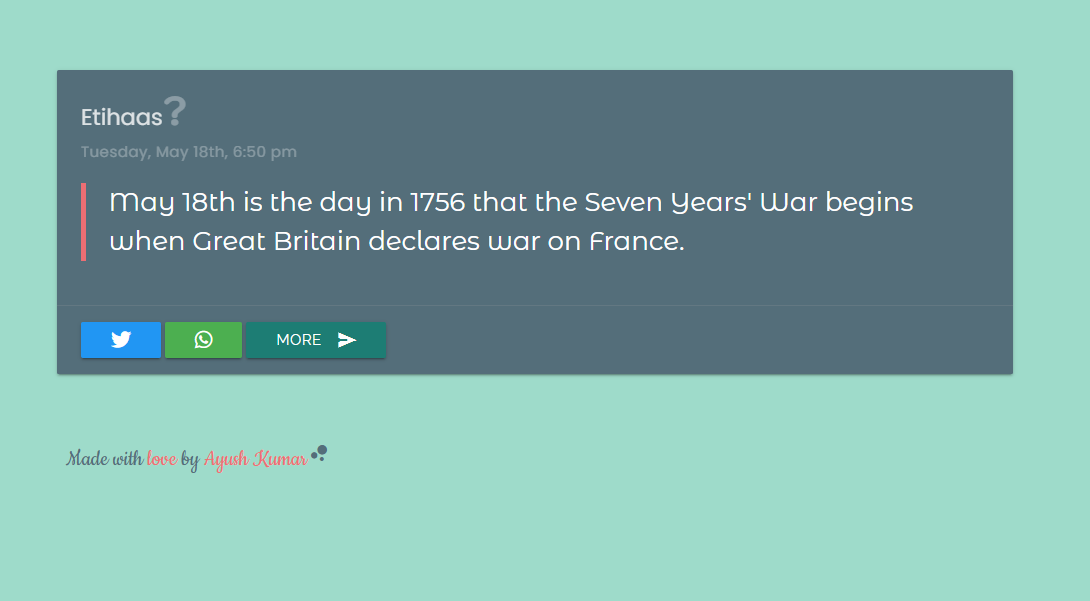 Etihaas?
Tuesday, May 18th, 6:50 pm
May 18th is the day in 1756 that the Seven Years' War begins
when Great Britain declares war on France.
MORE
Made with love by Ayush Kumar